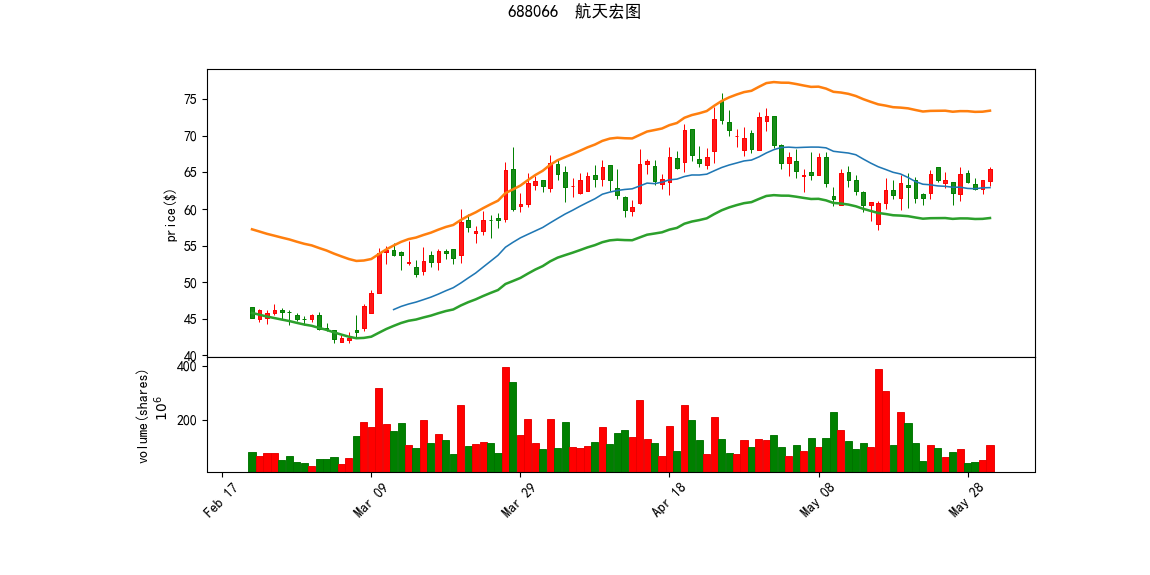 688066 航天宏图
price($)
75
70
65
60
55
50
45
40
volume(shares)
10^6
400
200
Feb 17
Mar 09
Mar 29
Apr 18
May 08
May 28